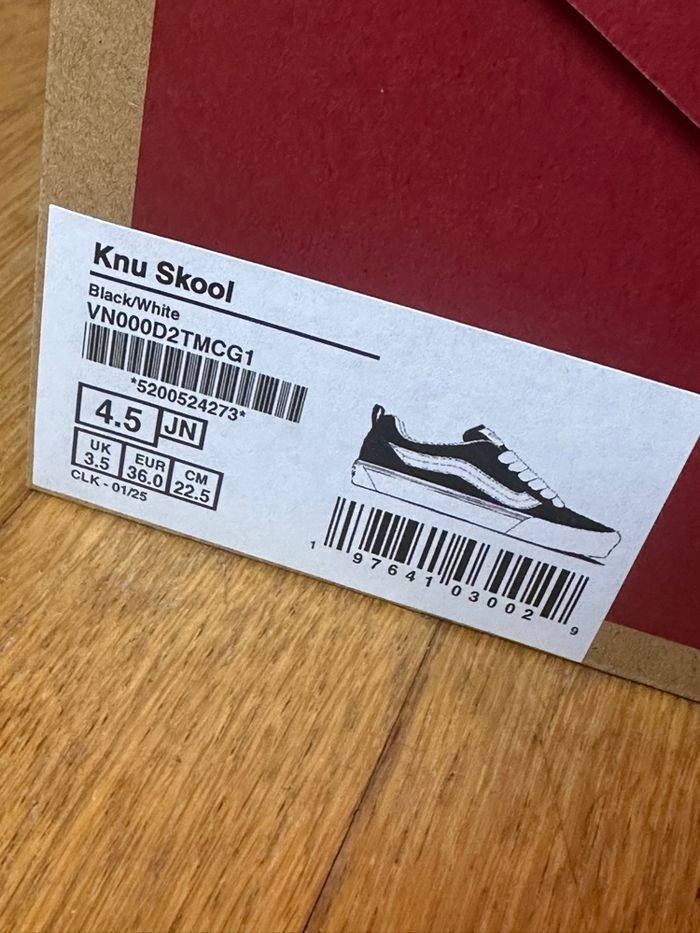 Knu Skool
Black/White
VN000D2TMCG1
*5200524273*
4.5 JN
UK EUR CM
3.5 36.0 22.5
CLK - 01/25
1 97641 03002 9